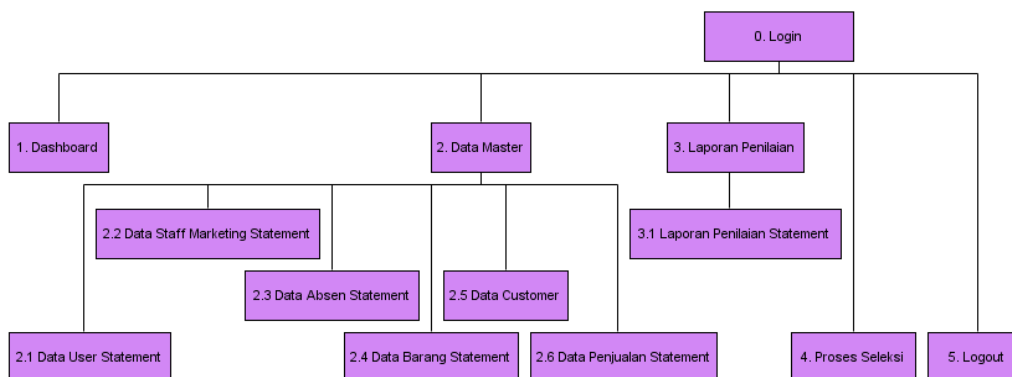 0. Login
1. Dashboard
2. Data Master
3. Laporan Penilaian
2.2 Data Staff Marketing Statement
3.1 Laporan Penilaian Statement
2.3 Data Absen Statement
2.5 Data Customer
2.1 Data User Statement
2.4 Data Barang Statement
2.6 Data Penjualan Statement
4. Proses Seleksi
5. Logout